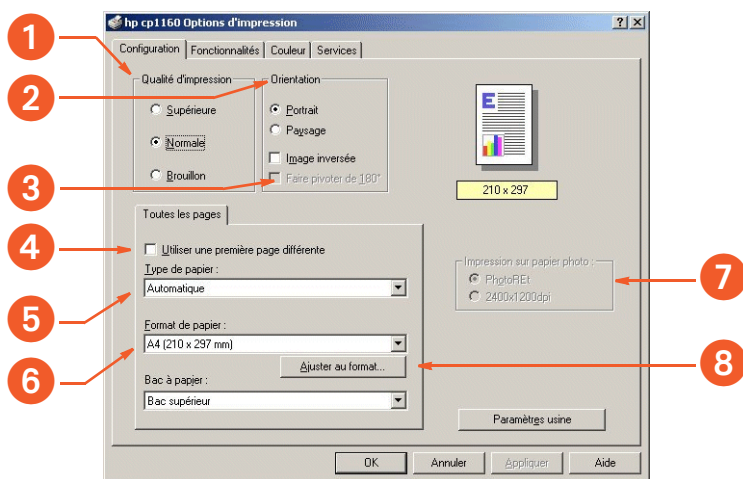 hp cp1160 Options d'impression
Configuration Fonctionnalités Couleur Services
1
2
3
4
5
6
7
8
Qualité d'impression
Supérieure
Normale
Brouillon
Orientation
Portrait
Paysage
Image inversée
Faire pivoter de 180°
E
210 x 297
Toutes les pages
Utiliser une première page différente
Type de papier :
Automatique
Format de papier :
A4 (210 x 297 mm)
Ajuster au format...
Bac à papier :
Bac supérieur
Impression sur papier photo :
PhotoREt
2400x1200dpi
Paramètres usine
OK Annuler Appliquer Aide